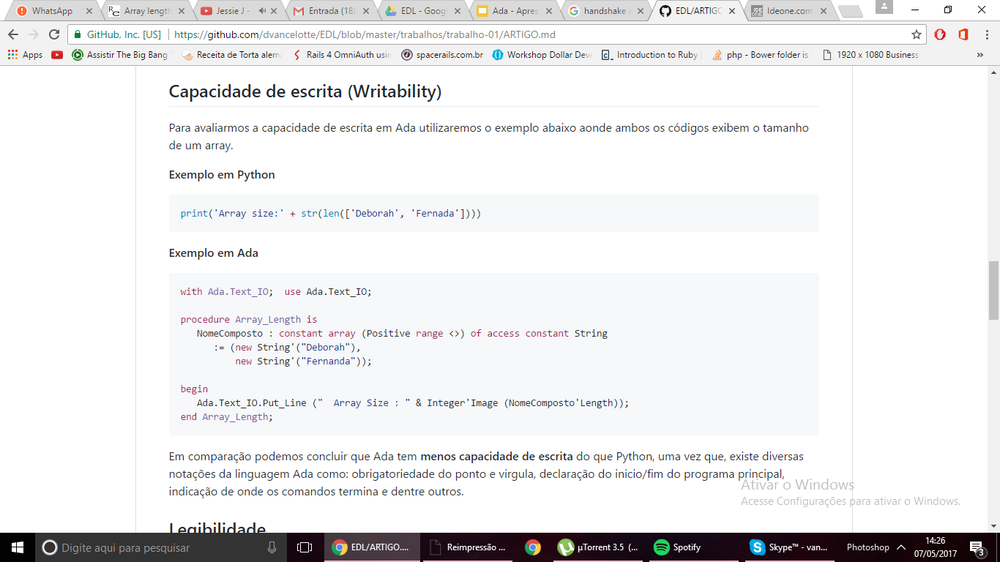 WhatsApp
Array length
Jessie J -
Entrada (18)
EDL - Goog
Ada - Apres
handshake
EDL/ARTIGO
Ideone.com
GitHub, Inc. [US]
https://github.com/dvancelotte/EDL/blob/master/trabalhos/trabalho-01/ARTIGO.md
Apps
Assistir The Big Bang
Receita de Torta alem
Rails 4 OmniAuth usin
spacerails.com.br
Workshop Dollar Deve
Introduction to Ruby
php - Bower folder is
1920 x 1080 Business
»
Capacidade de escrita (Writability)
Para avaliarmos a capacidade de escrita em Ada utilizaremos o exemplo abaixo aonde ambos os códigos exibem o tamanho
de um array.
Exemplo em Python
print('Array size:' + str(len(['Deborah', 'Fernada'])))
Exemplo em Ada
with Ada.Text_IO;  use Ada.Text_IO;
procedure Array_Length is
NomeComposto : constant array (Positive range <>) of access constant String
:= (new String'("Deborah"),
new String'("Fernanda"));
begin
Ada.Text_IO.Put_Line ("  Array Size : " & Integer'Image (NomeComposto'Length));
end Array_Length;
Em comparação podemos concluir que Ada tem menos capacidade de escrita do que Python, uma vez que, existe diversas
notações da linguagem Ada como: obrigatoriedade do ponto e virgula, declaração do inicio/fim do programa principal,
indicação de onde os comandos termina e dentre outros.
Ativar o Windows
Acesse Configurações para ativar o Windows.
Legibilidade
Digite aqui para pesquisar
EDL/ARTIGO....
Reimpressão ...
µTorrent 3.5 (...
Spotify
Skype™ - van...
Photoshop
14:26
07/05/2017
3